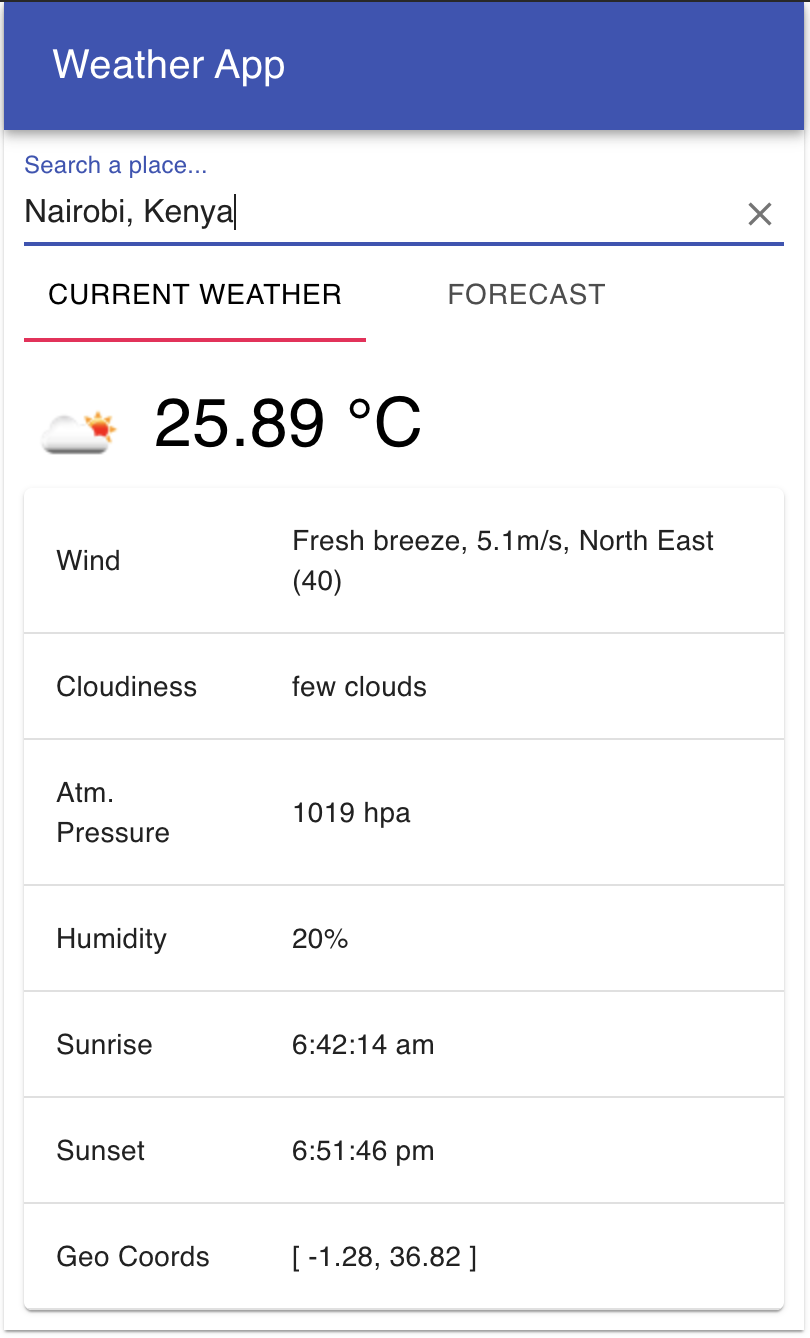 Weather App
Search a place...
Nairobi, Kenya
CURRENT WEATHER FORECAST
25.89 °C
Wind Fresh breeze, 5.1m/s, North East
(40)
Cloudiness few clouds
Atm.
Pressure 1019 hpa
Humidity 20%
Sunrise 6:42:14 am
Sunset 6:51:46 pm
Geo Coords [ -1.28, 36.82 ]